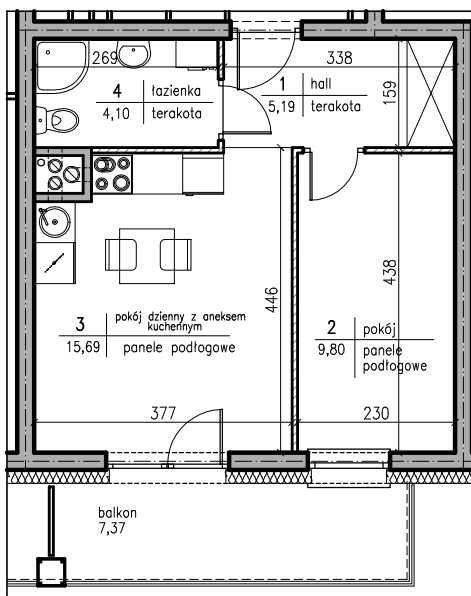 269
338
4 łazienka
4,10 terakota
1 hall
5,19 terakota
159
446
438
3 pokój dzienny z aneksem
kuchennym
15,69 panele podłogowe
2 pokój
9,80 panele
podłogowe
377
230
balkon
7,37